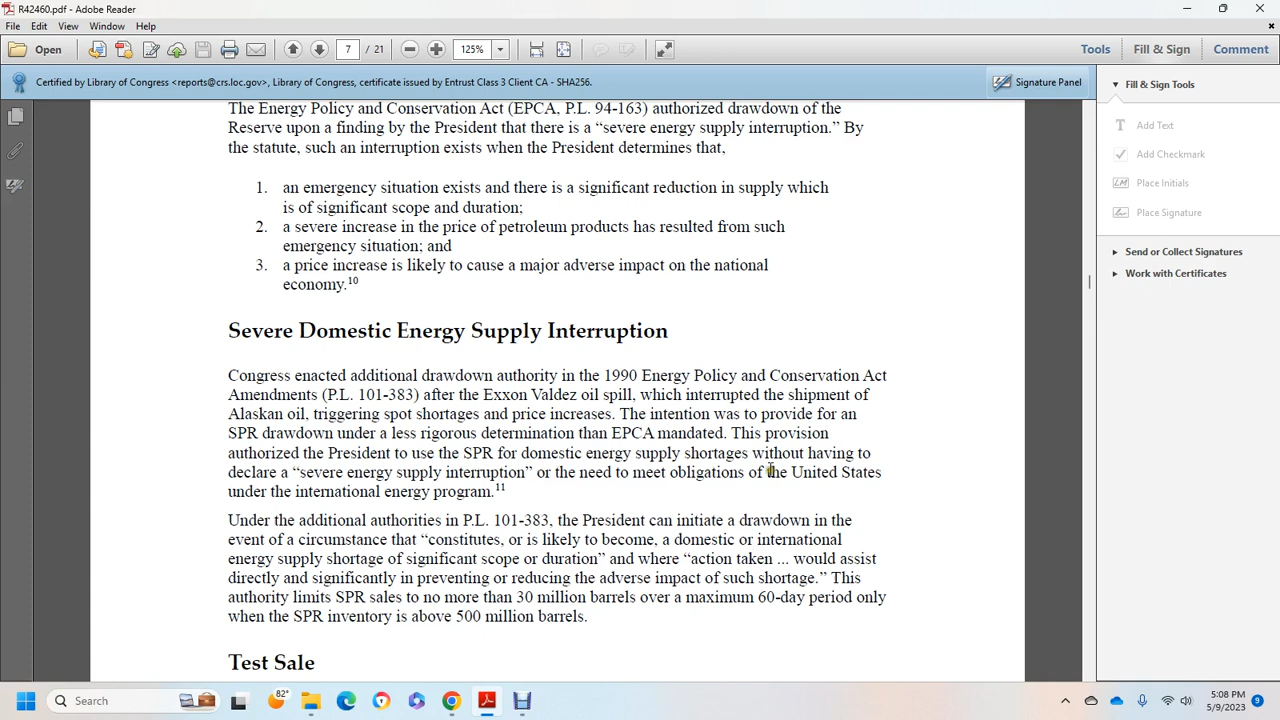 R42460.pdf - Adobe Reader
File Edit View Window Help
Open 7 / 21 125% Tools Fill & Sign Comment
Certified by Library of Congress <reports@crs.loc.gov>, Library of Congress, certificate issued by Entrust Class 3 Client CA - SHA256.
Signature Panel
The Energy Policy and Conservation Act (EPCA, P.L. 94-163) authorized drawdown of the
Reserve upon a finding by the President that there is a “severe energy supply interruption.” By
the statute, such an interruption exists when the President determines that,
1. an emergency situation exists and there is a significant reduction in supply which
is of significant scope and duration;
2. a severe increase in the price of petroleum products has resulted from such
emergency situation; and
3. a price increase is likely to cause a major adverse impact on the national
economy.10
Severe Domestic Energy Supply Interruption
Congress enacted additional drawdown authority in the 1990 Energy Policy and Conservation Act
Amendments (P.L. 101-383) after the Exxon Valdez oil spill, which interrupted the shipment of
Alaskan oil, triggering spot shortages and price increases. The intention was to provide for an
SPR drawdown under a less rigorous determination than EPCA mandated. This provision
authorized the President to use the SPR for domestic energy supply shortages without having to
declare a “severe energy supply interruption” or the need to meet obligations of the United States
under the international energy program.11
Under the additional authorities in P.L. 101-383, the President can initiate a drawdown in the
event of a circumstance that “constitutes, or is likely to become, a domestic or international
energy supply shortage of significant scope or duration” and where “action taken ... would assist
directly and significantly in preventing or reducing the adverse impact of such shortage.” This
authority limits SPR sales to no more than 30 million barrels over a maximum 60-day period only
when the SPR inventory is above 500 million barrels.
Test Sale
Fill & Sign Tools
Add Text
Add Checkmark
Place Initials
Place Signature
Send or Collect Signatures
Work with Certificates
Search
82°
5:08 PM
5/9/2023
9